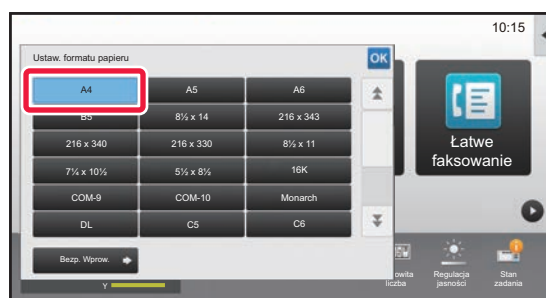 10:15
Ustaw. formatu papieru
OK
A4 A5 A6
B5 8½ x 14 216 x 343
216 x 340 216 x 330 8½ x 11
7¼ x 10½ 5½ x 8½ 16K
COM-9 COM-10 Monarch
DL C5 C6
Bezp. Wprow.
Łatwe
faksowanie
liczba
Regulacja
jasności
Stan
zadania
Y